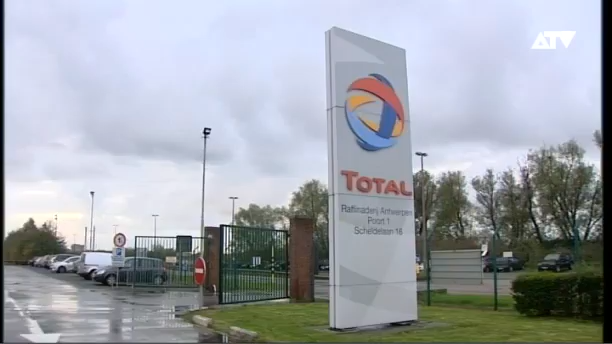 ATV
TOTAL
Raffinaderij Antwerpen
Poort 1
Scheldelaan 16